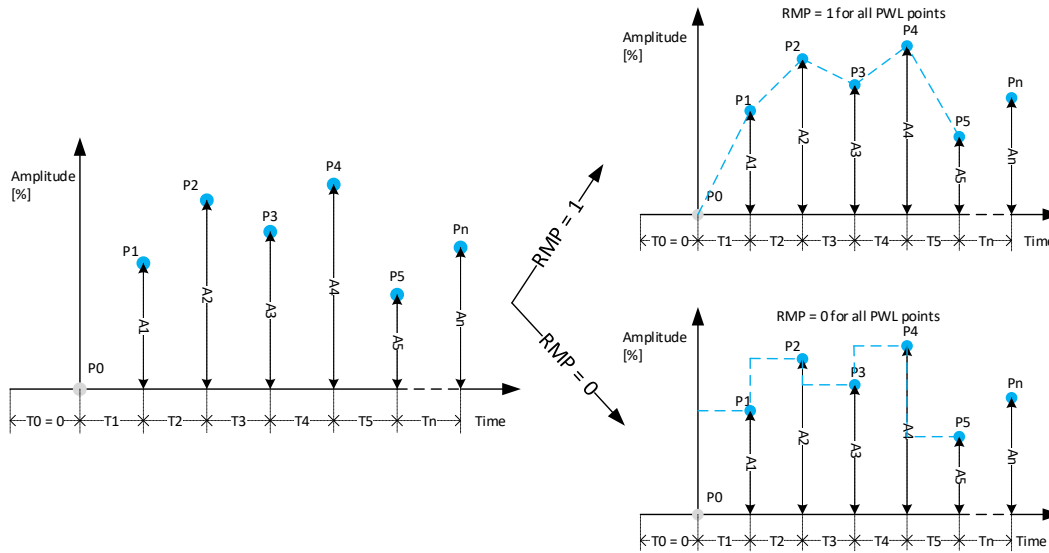 Amplitude
[%]
P0
P1
P2
P3
P4
P5
Pn
A1
A2
A3
A4
A5
An
T0 = 0
T1
T2
T3
T4
T5
Tn
Time
RMP = 1
RMP = 0
RMP = 1 for all PWL points
Amplitude
[%]
P0
P1
P2
P3
P4
P5
Pn
A1
A2
A3
A4
A5
An
T0 = 0
T1
T2
T3
T4
T5
Tn
Time
RMP = 0 for all PWL points
Amplitude
[%]
P0
P1
P2
P3
P4
P5
Pn
A1
A2
A3
A4
A5
An
T0 = 0
T1
T2
T3
T4
T5
Tn
Time